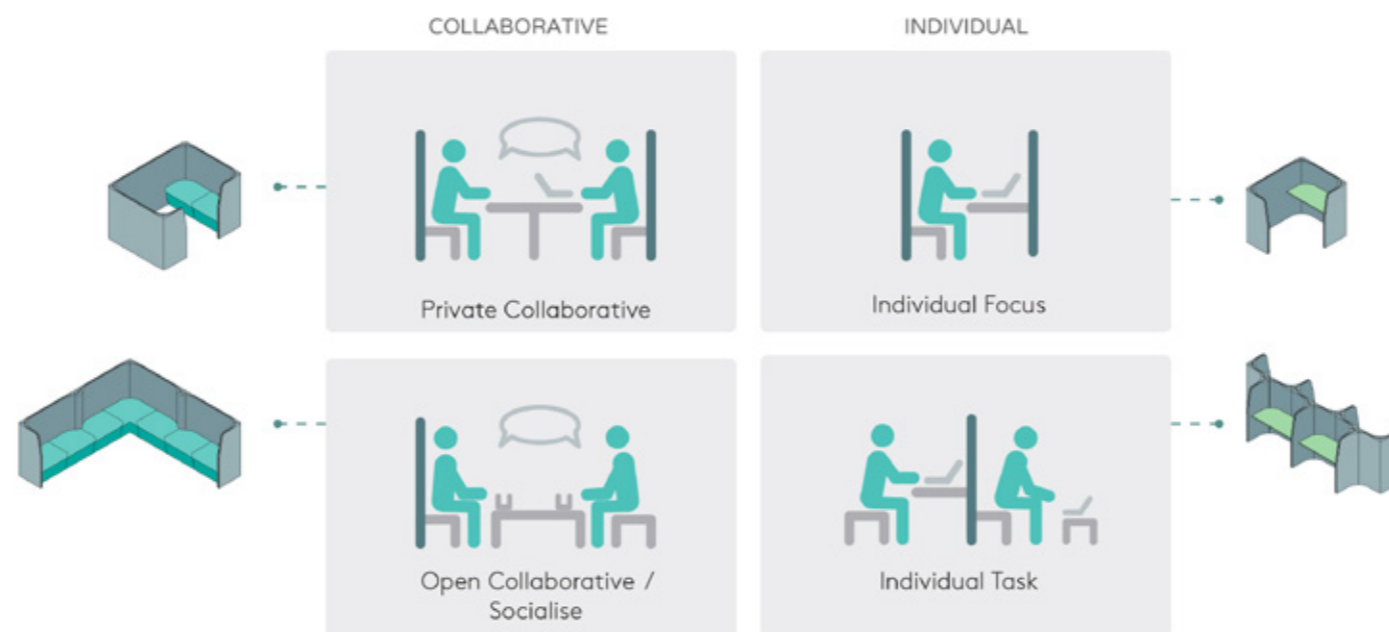 COLLABORATIVE
INDIVIDUAL
Private Collaborative
Individual Focus
Open Collaborative /
Socialise
Individual Task